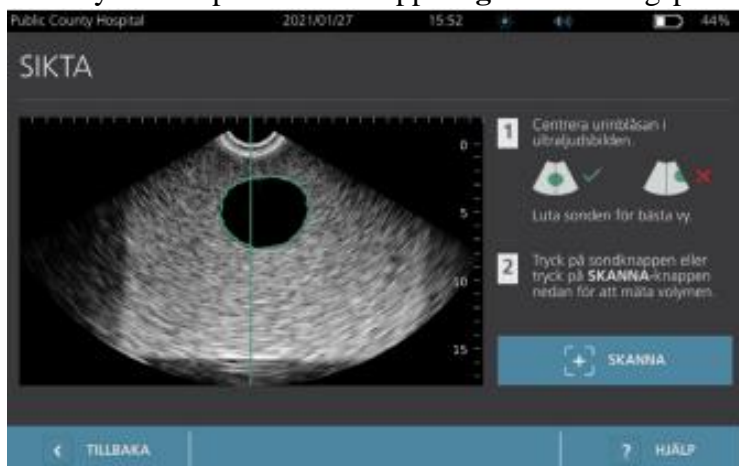 Public County Hospital 2021/01/27 15:52 44%
SIKTA
1 Centrera urinblåsan i
ultraljudsbilden.
Luta sonden för bästa vy.
2 Tryck på sondknappen eller
tryck på SKANNA-knappen
nedan för att mäta volymen.
0
5
10
15
SKANNA
TILLBAKA
? HJÄLP